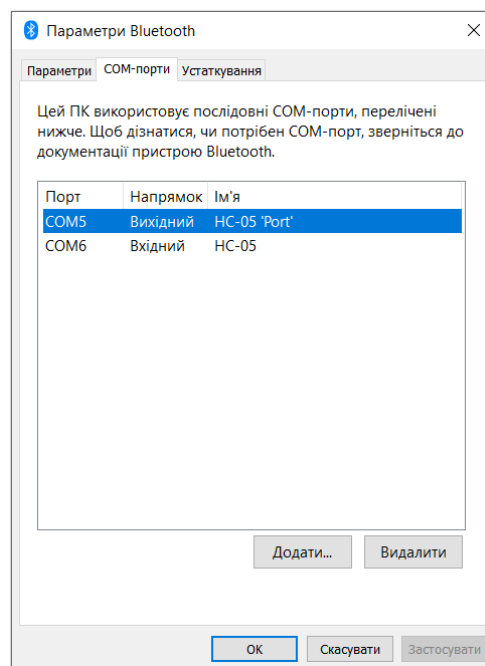 Параметри Bluetooth
Параметри COM-порти Устаткування
Цей ПК використовує послідовні COM-порти, перелічені
нижче. Щоб дізнатися, чи потрібен COM-порт, зверніться до
документації пристрою Bluetooth.
Порт Напрямок Ім'я
COM5 Вихідний HC-05 'Port'
COM6 Вхідний HC-05
Додати... Видалити
ОК Скасувати Застосувати